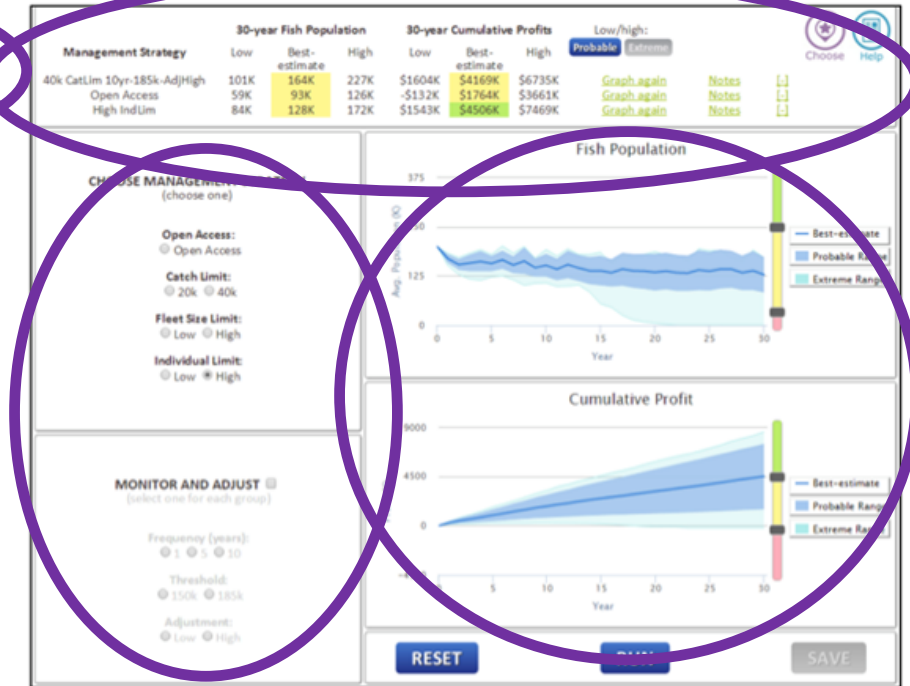 30-year Fish Population 30-year Cumulative Profits Low/high:
Management Strategy Low Best-estimate High Low Best-estimate High Probable Extreme
40k CatLim 10yr-185k-AdjHigh 101K 164K 227K $1604K $4169K $6735K Graph again Notes [-]
Open Access 59K 93K 126K -$132K $1764K $3661K Graph again Notes [-]
High IndLim 84K 128K 172K $1543K $4506K $7469K Graph again Notes [-]
Choose Help
(choose one)
Open Access:
Open Access
Catch Limit:
20k 40k
Fleet Size Limit:
Low High
Individual Limit:
Low High
MONITOR AND ADJUST
(select one for each group)
Frequency (years):
1 5 10
Threshold:
150k 185k
Adjustment:
Low High
Fish Population
375
125
0
0 5 10 15 20 25 30
Year
Best-estimate
Probable Range
Extreme Range
Cumulative Profit
9000
4500
0
0 5 10 15 20 25 30
Year
Best-estimate
Probable Range
Extreme Range
RESET RUN SAVE